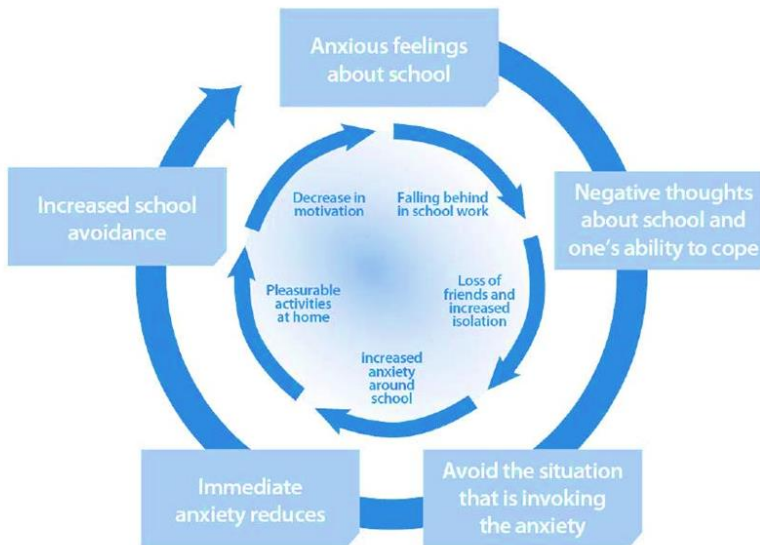 Anxious feelings
about school
Negative thoughts
about school and
one's ability to cope
Avoid the situation
that is invoking
the anxiety
Immediate
anxiety reduces
Increased school
avoidance
Falling behind
in school work
Loss of
friends and
increased
isolation
increased
anxiety
around
school
Pleasurable
activities
at home
Decrease in
motivation